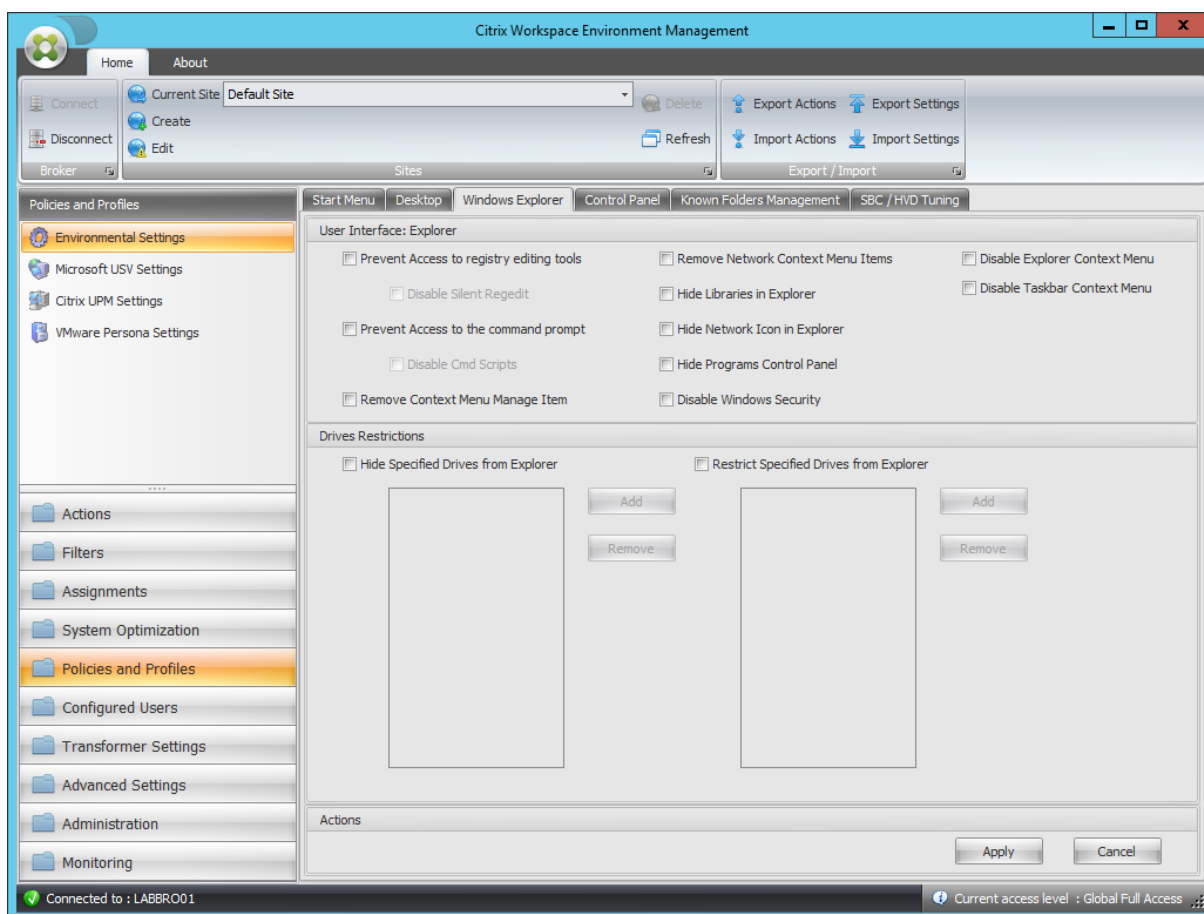 Citrix Workspace Environment Management
Home About
Connect
Disconnect
Broker
Current Site Default Site
Create
Edit
Delete
Refresh
Sites
Export Actions Export Settings
Import Actions Import Settings
Export / Import
Policies and Profiles
Environmental Settings
Microsoft USV Settings
Citrix UPM Settings
VMware Persona Settings
Actions
Filters
Assignments
System Optimization
Policies and Profiles
Configured Users
Transformer Settings
Advanced Settings
Administration
Monitoring
Start Menu Desktop Windows Explorer Control Panel Known Folders Management SBC / HVD Tuning
User Interface: Explorer
Prevent Access to registry editing tools Remove Network Context Menu Items Disable Explorer Context Menu
Disable Silent Regedit Hide Libraries in Explorer Disable Taskbar Context Menu
Prevent Access to the command prompt Hide Network Icon in Explorer
Disable Cmd Scripts Hide Programs Control Panel
Remove Context Menu Manage Item Disable Windows Security
Drives Restrictions
Hide Specified Drives from Explorer Restrict Specified Drives from Explorer
Add Add
Remove Remove
Actions
Apply Cancel
Connected to : LABBRO01 Current access level : Global Full Access